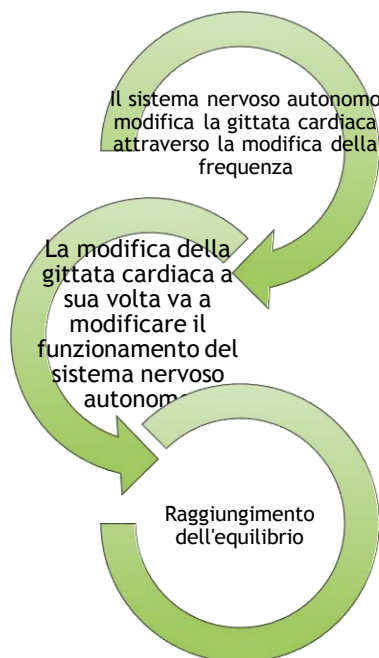 Il sistema nervoso autonomo
modifica la gittata cardiaca
attraverso la modifica della
frequenza
La modifica della
gittata cardiaca a
sua volta va a
modificare il
funzionamento del
sistema nervoso
autonomo
Raggiungimento
dell'equilibrio